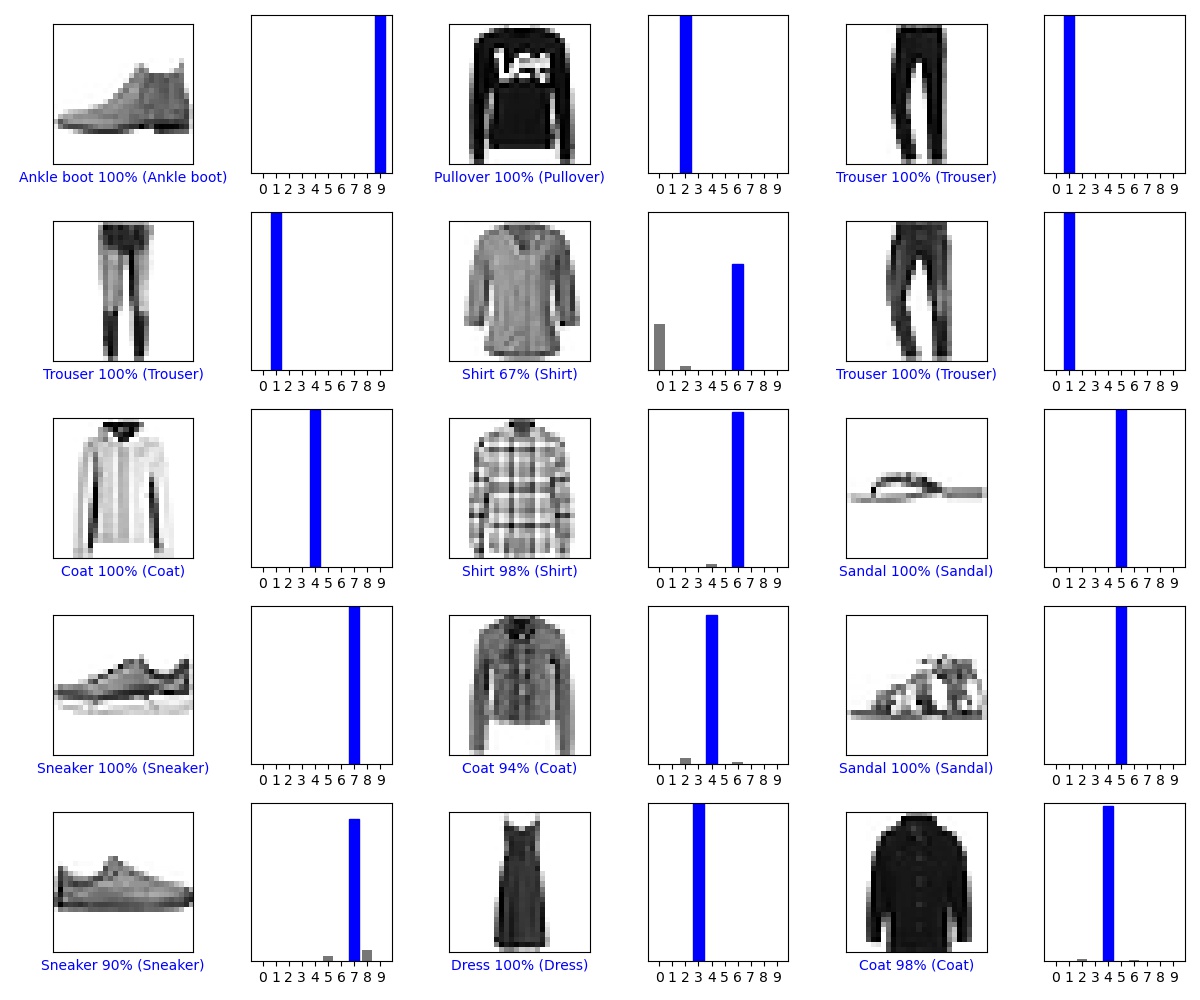 Lee
0 1 2 3 4 5 6 7 8 9
0 1 2 3 4 5 6 7 8 9
0 1 2 3 4 5 6 7 8 9
Ankle boot 100% (Ankle boot)
Pullover 100% (Pullover)
Trouser 100% (Trouser)
0 1 2 3 4 5 6 7 8 9
0 1 2 3 4 5 6 7 8 9
0 1 2 3 4 5 6 7 8 9
Trouser 100% (Trouser)
Shirt 67% (Shirt)
Trouser 100% (Trouser)
0 1 2 3 4 5 6 7 8 9
0 1 2 3 4 5 6 7 8 9
0 1 2 3 4 5 6 7 8 9
Coat 100% (Coat)
Shirt 98% (Shirt)
Sandal 100% (Sandal)
0 1 2 3 4 5 6 7 8 9
0 1 2 3 4 5 6 7 8 9
0 1 2 3 4 5 6 7 8 9
Sneaker 100% (Sneaker)
Coat 94% (Coat)
Sandal 100% (Sandal)
0 1 2 3 4 5 6 7 8 9
0 1 2 3 4 5 6 7 8 9
0 1 2 3 4 5 6 7 8 9
Sneaker 90% (Sneaker)
Dress 100% (Dress)
Coat 98% (Coat)